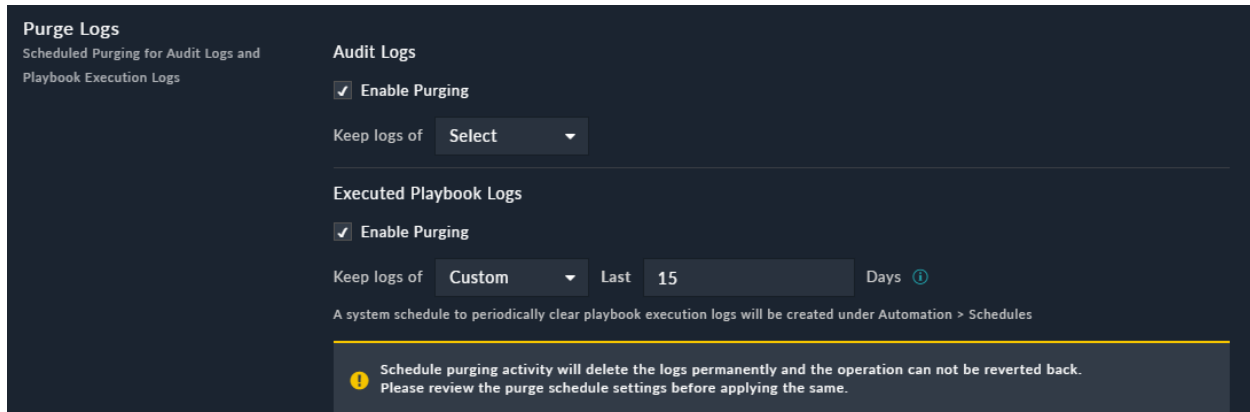 Purge Logs
Scheduled Purging for Audit Logs and
Playbook Execution Logs
Audit Logs
Enable Purging
Keep logs of Select
Executed Playbook Logs
Enable Purging
Keep logs of Custom Last 15 Days
A system schedule to periodically clear playbook execution logs will be created under Automation > Schedules
Schedule purging activity will delete the logs permanently and the operation can not be reverted back.
Please review the purge schedule settings before applying the same.